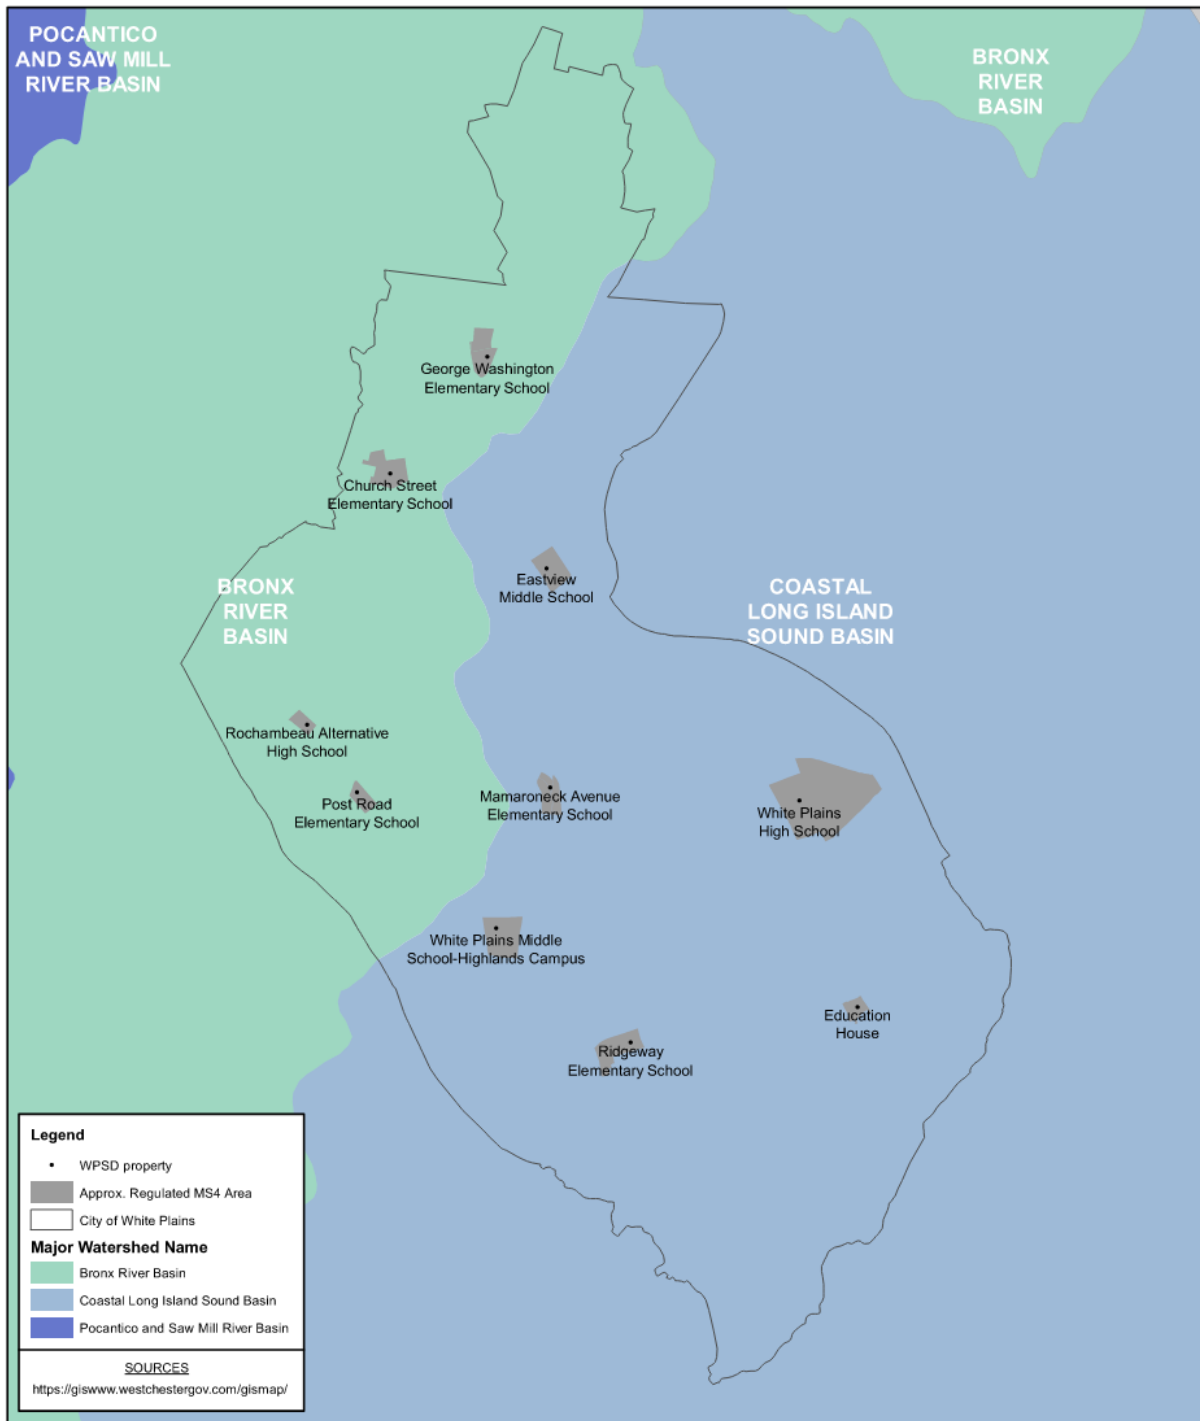 POCANTICO
AND SAW MILL
RIVER BASIN
BRONX
RIVER
BASIN
George Washington
Elementary School
Church Street
Elementary School
Eastview
Middle School
BRONX
RIVER
BASIN
COASTAL
LONG ISLAND
SOUND BASIN
Rochambeau Alternative
High School
Post Road
Elementary School
Mamaroneck Avenue
Elementary School
White Plains
High School
White Plains Middle
School-Highlands Campus
Education
House
Ridgeway
Elementary School
Legend
WPSD property
Approx. Regulated MS4 Area
City of White Plains
Major Watershed Name
Bronx River Basin
Coastal Long Island Sound Basin
Pocantico and Saw Mill River Basin
SOURCES
https://giswww.westchestergov.com/gismap/